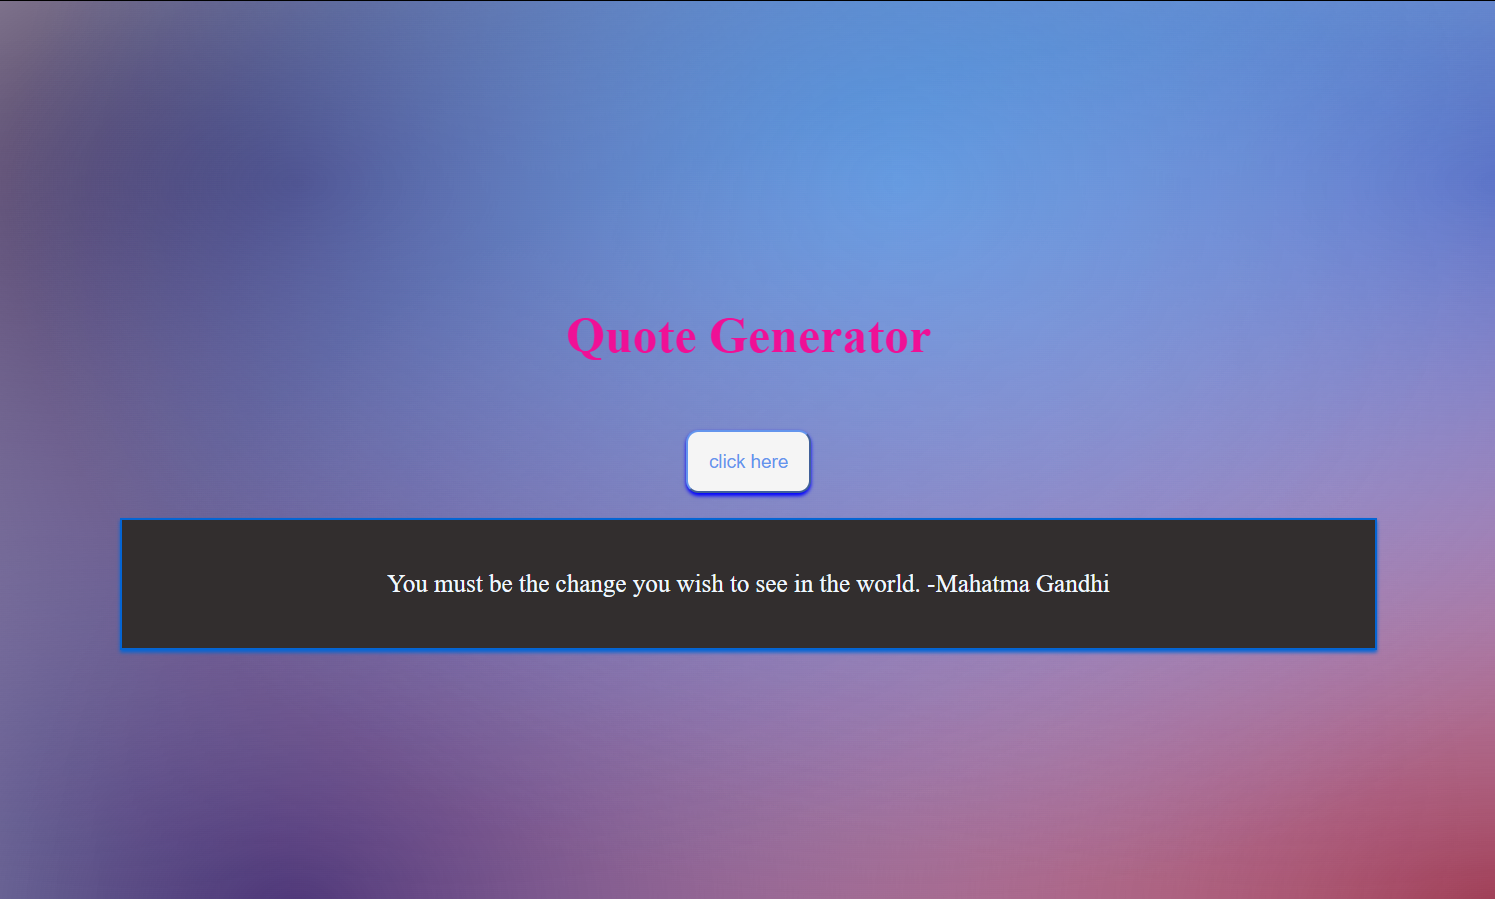 Quote Generator
click here
You must be the change you wish to see in the world. -Mahatma Gandhi